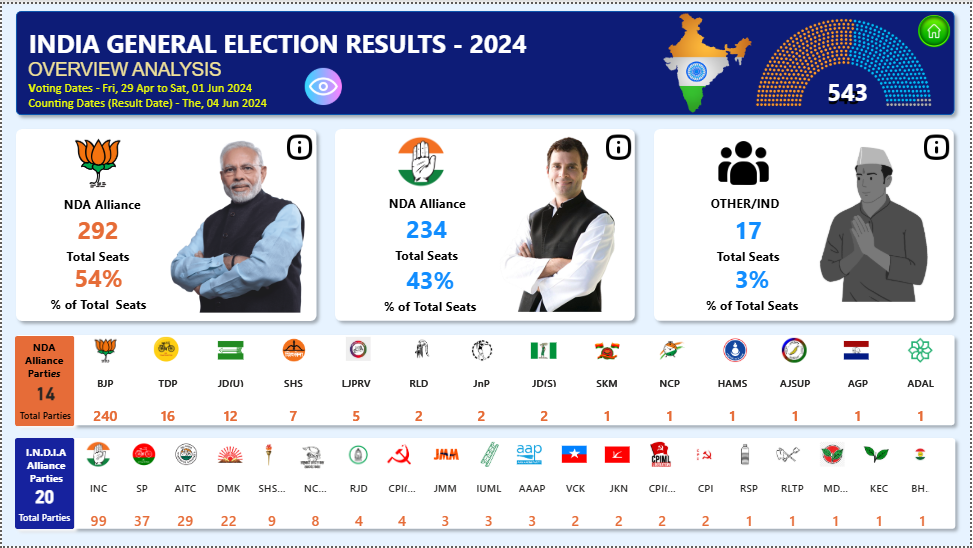 INDIA GENERAL ELECTION RESULTS - 2024
OVERVIEW ANALYSIS
Voting Dates - Fri, 29 Apr to Sat, 01 Jun 2024
Counting Dates (Result Date) - The, 04 Jun 2024
543
NDA Alliance
292
Total Seats
54%
% of Total Seats
NDA Alliance
234
Total Seats
43%
% of Total Seats
OTHER/IND
17
Total Seats
3%
% of Total Seats
NDA
Alliance
Parties
14
Total Parties
BJP TDP JD(U) SHS LJPRV RLD JnP JD(S) SKM NCP HAMS AJSUP AGP ADAL
240 16 12 7 5 2 2 2 1 1 1 1 1 1
I.N.D.I.A
Alliance
Parties
20
Total Parties
aap
JMM
CPIML
INC SP AITC DMK SHS... NC... RJD CPI(... JMM IUML AAAP VCK JKN CPI(... CPI RSP RLTP MD... KEC BH.
99 37 29 22 9 8 4 4 3 3 3 2 2 2 2 1 1 1 1 1